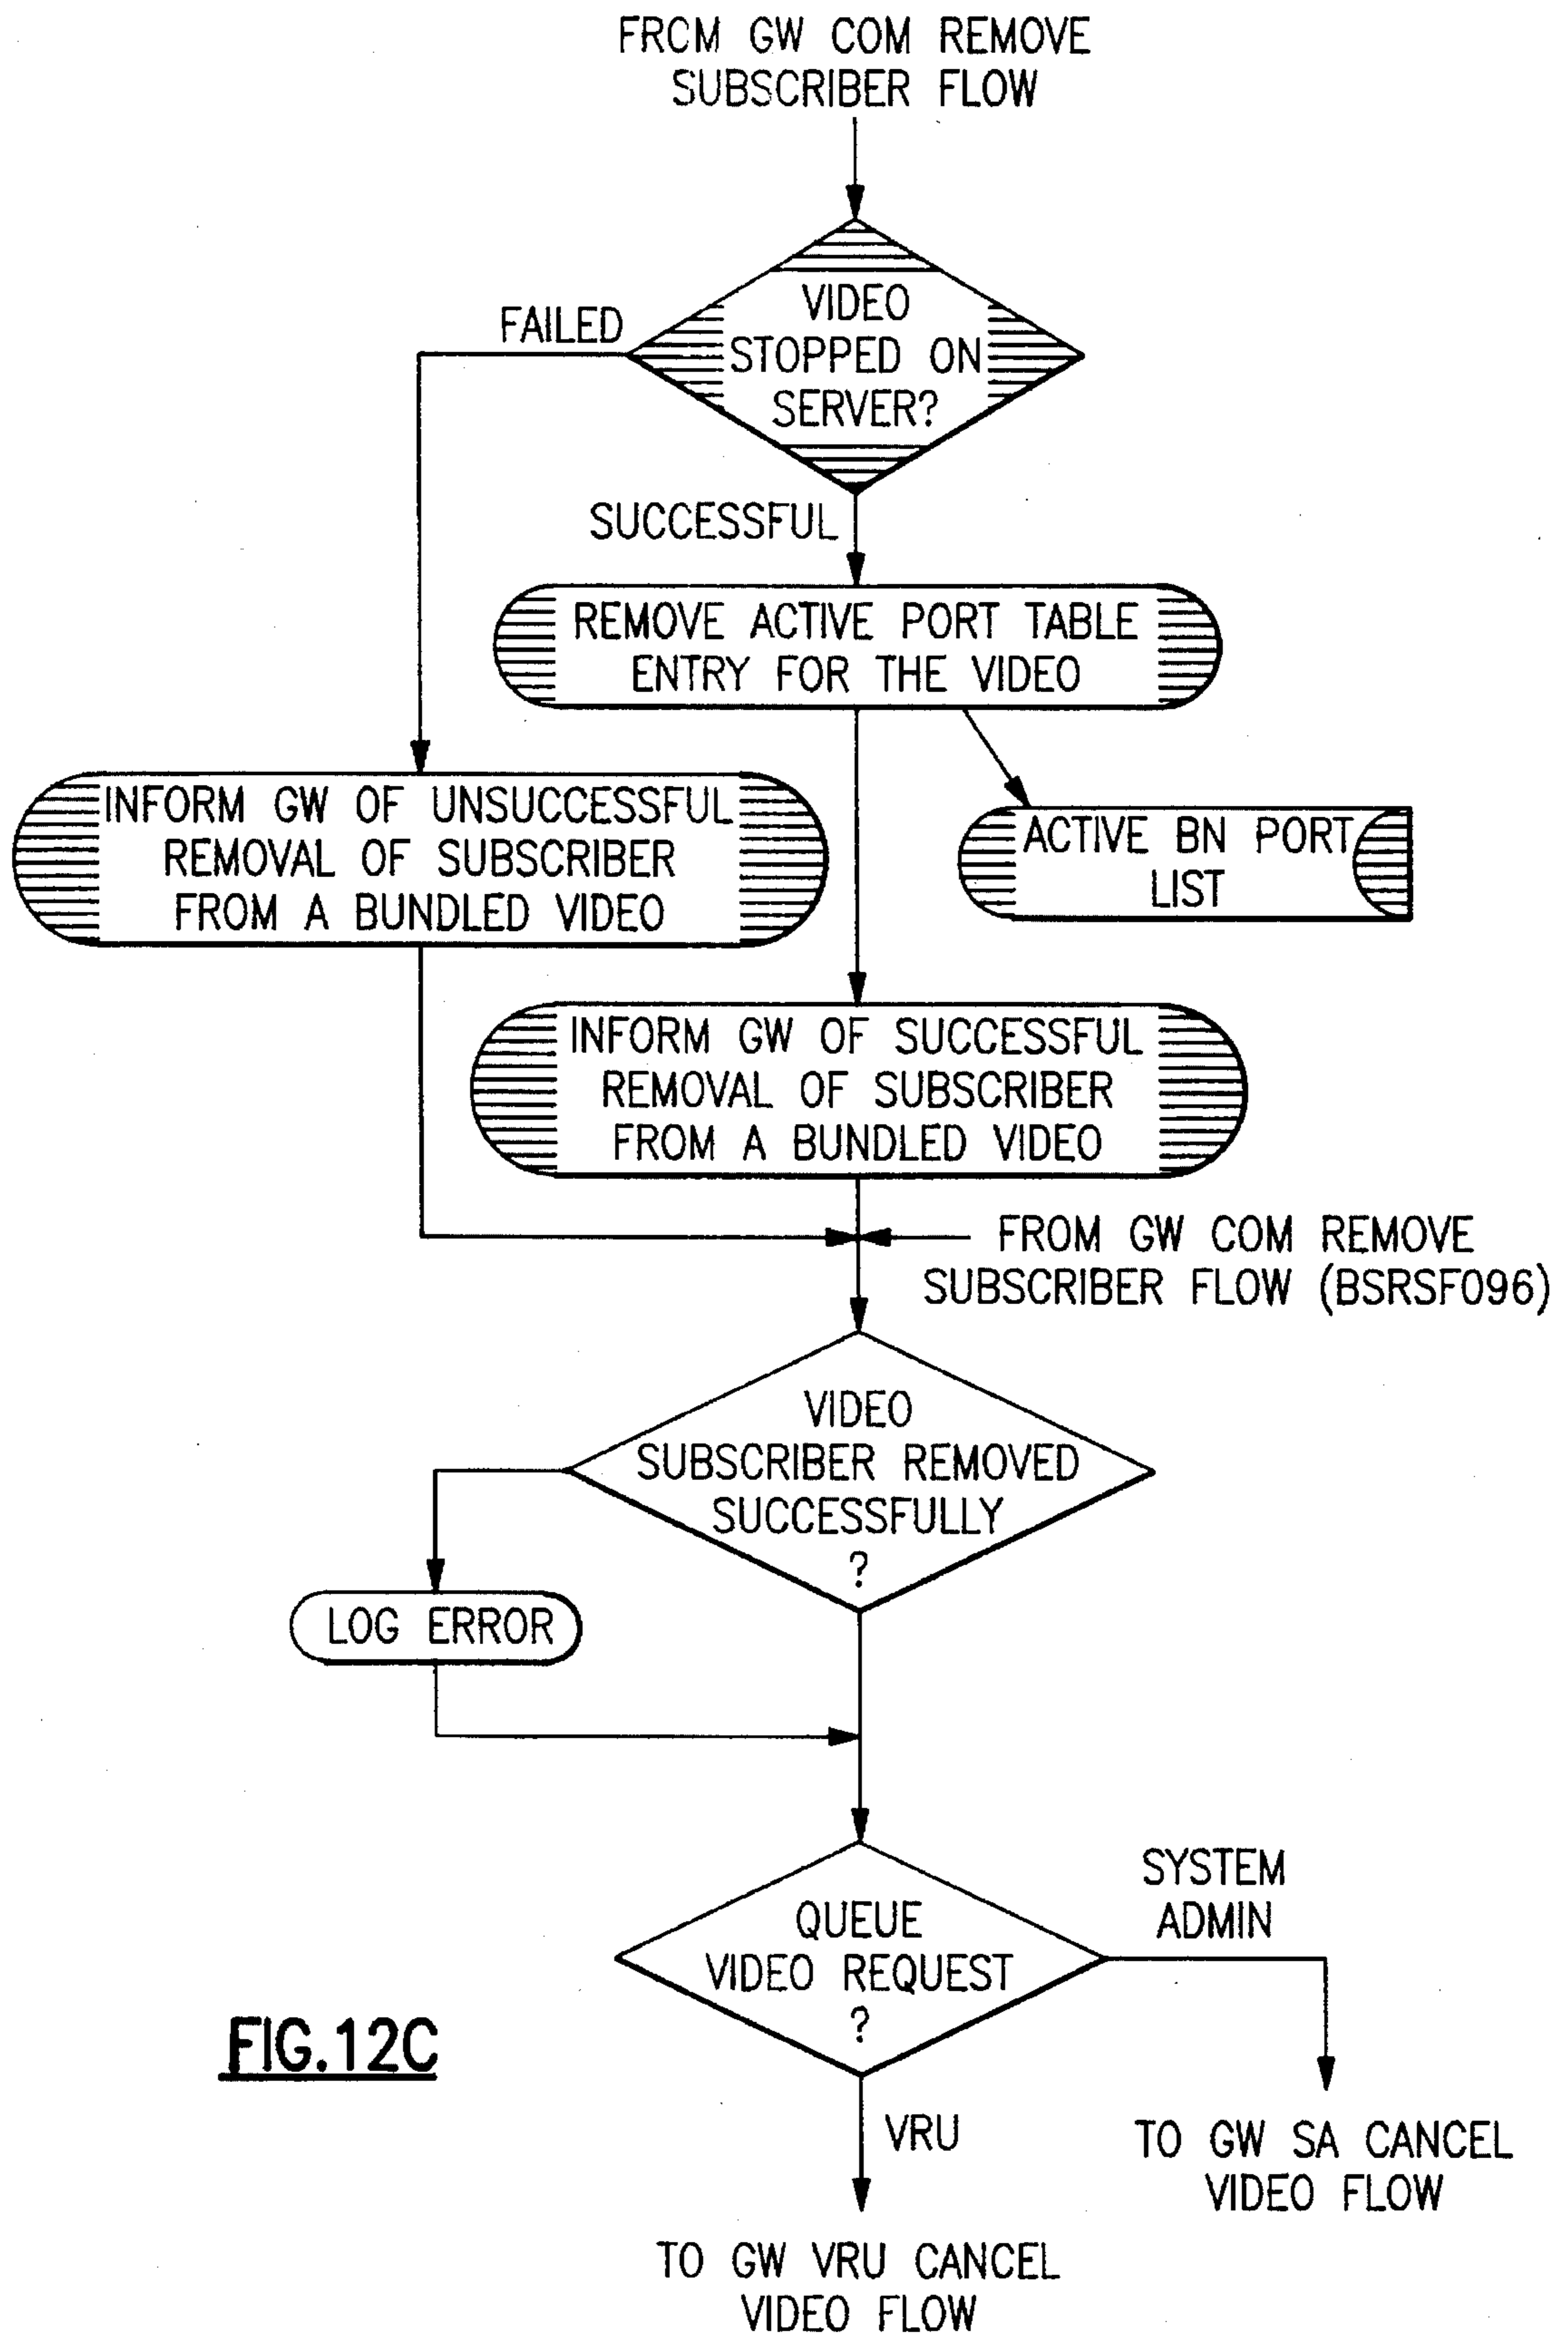 FRCM GW COM REMOVE
SUBSCRIBER FLOW
VIDEO
STOPPED ON
SERVER?
FAILED
SUCCESSFUL
REMOVE ACTIVE PORT TABLE
ENTRY FOR THE VIDEO
INFORM GW OF UNSUCCESSFUL
REMOVAL OF SUBSCRIBER
FROM A BUNDLED VIDEO
ACTIVE BN PORT
LIST
INFORM GW OF SUCCESSFUL
REMOVAL OF SUBSCRIBER
FROM A BUNDLED VIDEO
FROM GW COM REMOVE
SUBSCRIBER FLOW (BSRSF096)
VIDEO
SUBSCRIBER REMOVED
SUCCESSFULLY
?
LOG ERROR
QUEUE
VIDEO REQUEST
?
SYSTEM
ADMIN
FIG.12C
VRU
TO GW SA CANCEL
VIDEO FLOW
TO GW VRU CANCEL
VIDEO FLOW